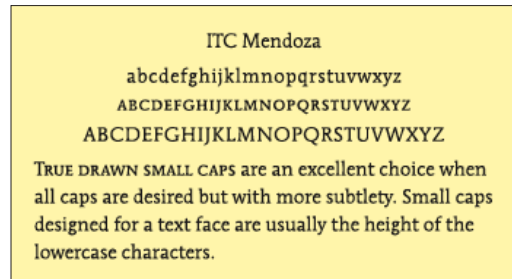 ITC Mendoza
abcdefghijklmnopqrstuvwxyz
ABCDEFGHIJKLMNOPQRSTUVWXYZ
ABCDEFGHIJKLMNOPQRSTUVWXYZ
TRUE DRAWN SMALL CAPS are an excellent choice when
all caps are desired but with more subtlety. Small caps
designed for a text face are usually the height of the
lowercase characters.